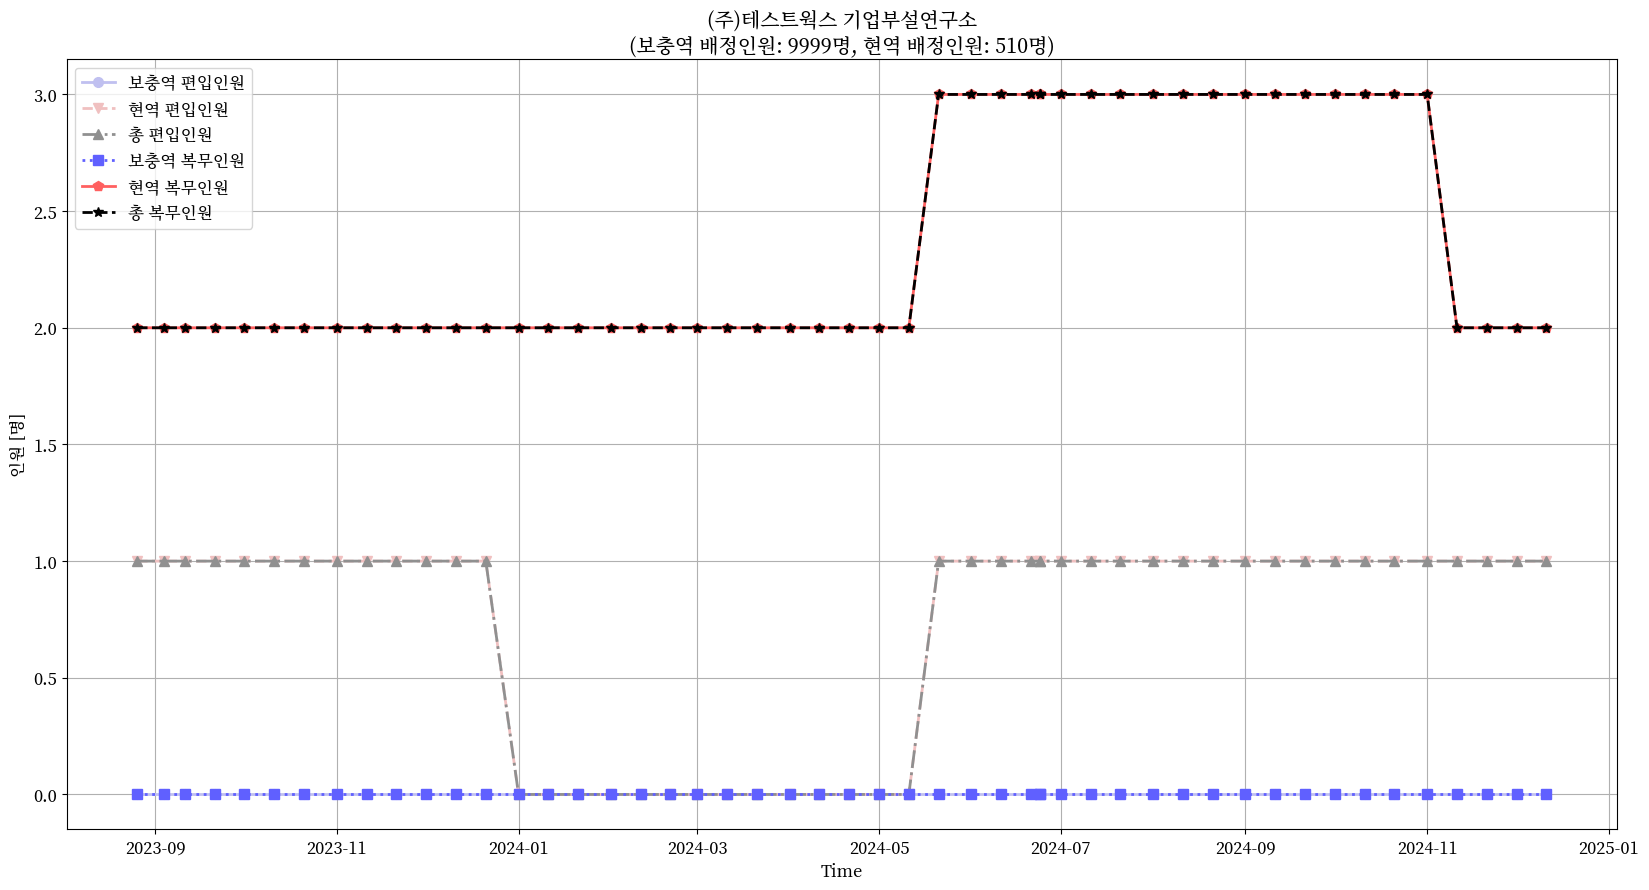 (주)테스트웍스 기업부설연구소
(보충역 배정인원: 9999명, 현역 배정인원: 510명)
보충역 편입인원
현역 편입인원
총 편입인원
보충역 복무인원
현역 복무인원
총 복무인원
3.0
2.5
2.0
1.5
1.0
0.5
0.0
인원 [명]
2023-09
2023-11
2024-01
2024-03
2024-05
2024-07
2024-09
2024-11
2025-01
Time